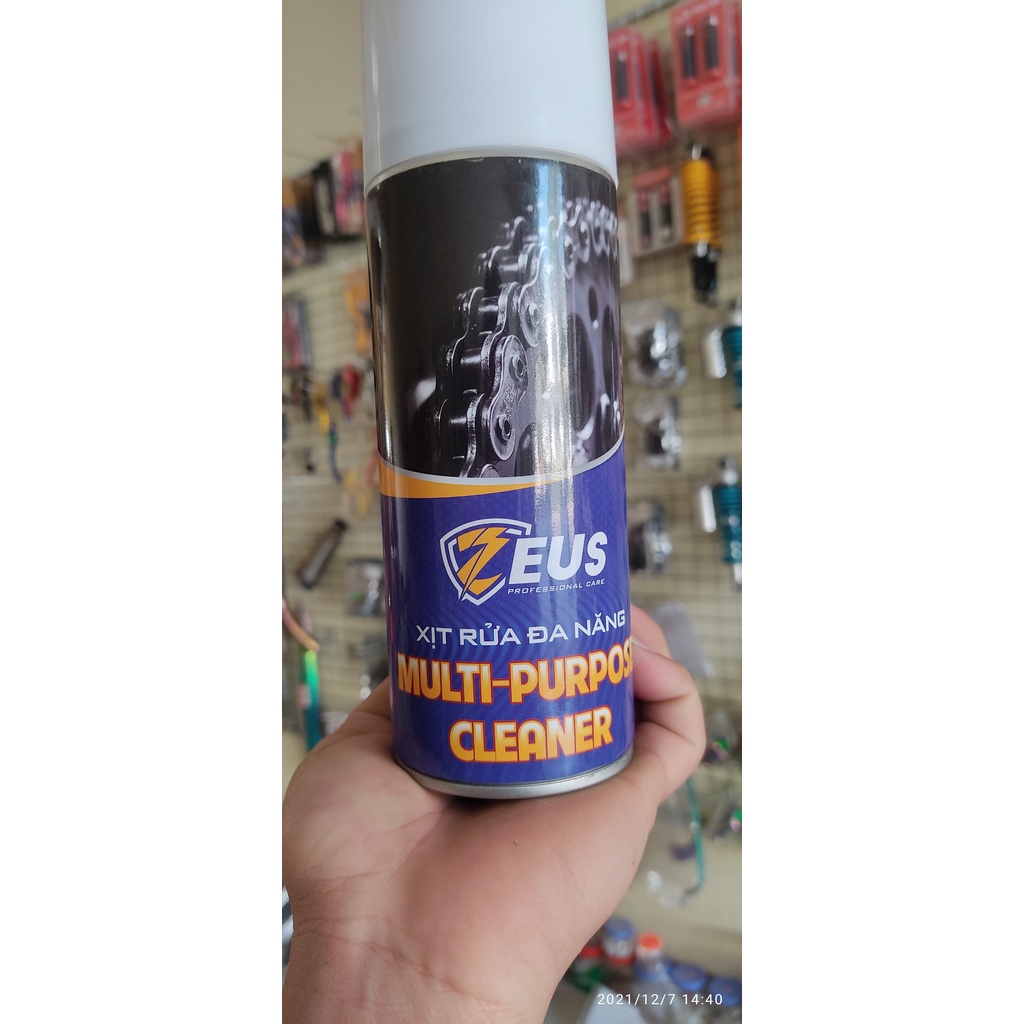 ZEUS
PROFESSIONAL CARE
XỊT RỬA ĐA NĂNG
MULTI-PURPOS
CLEANER
2021/12/7 14:40